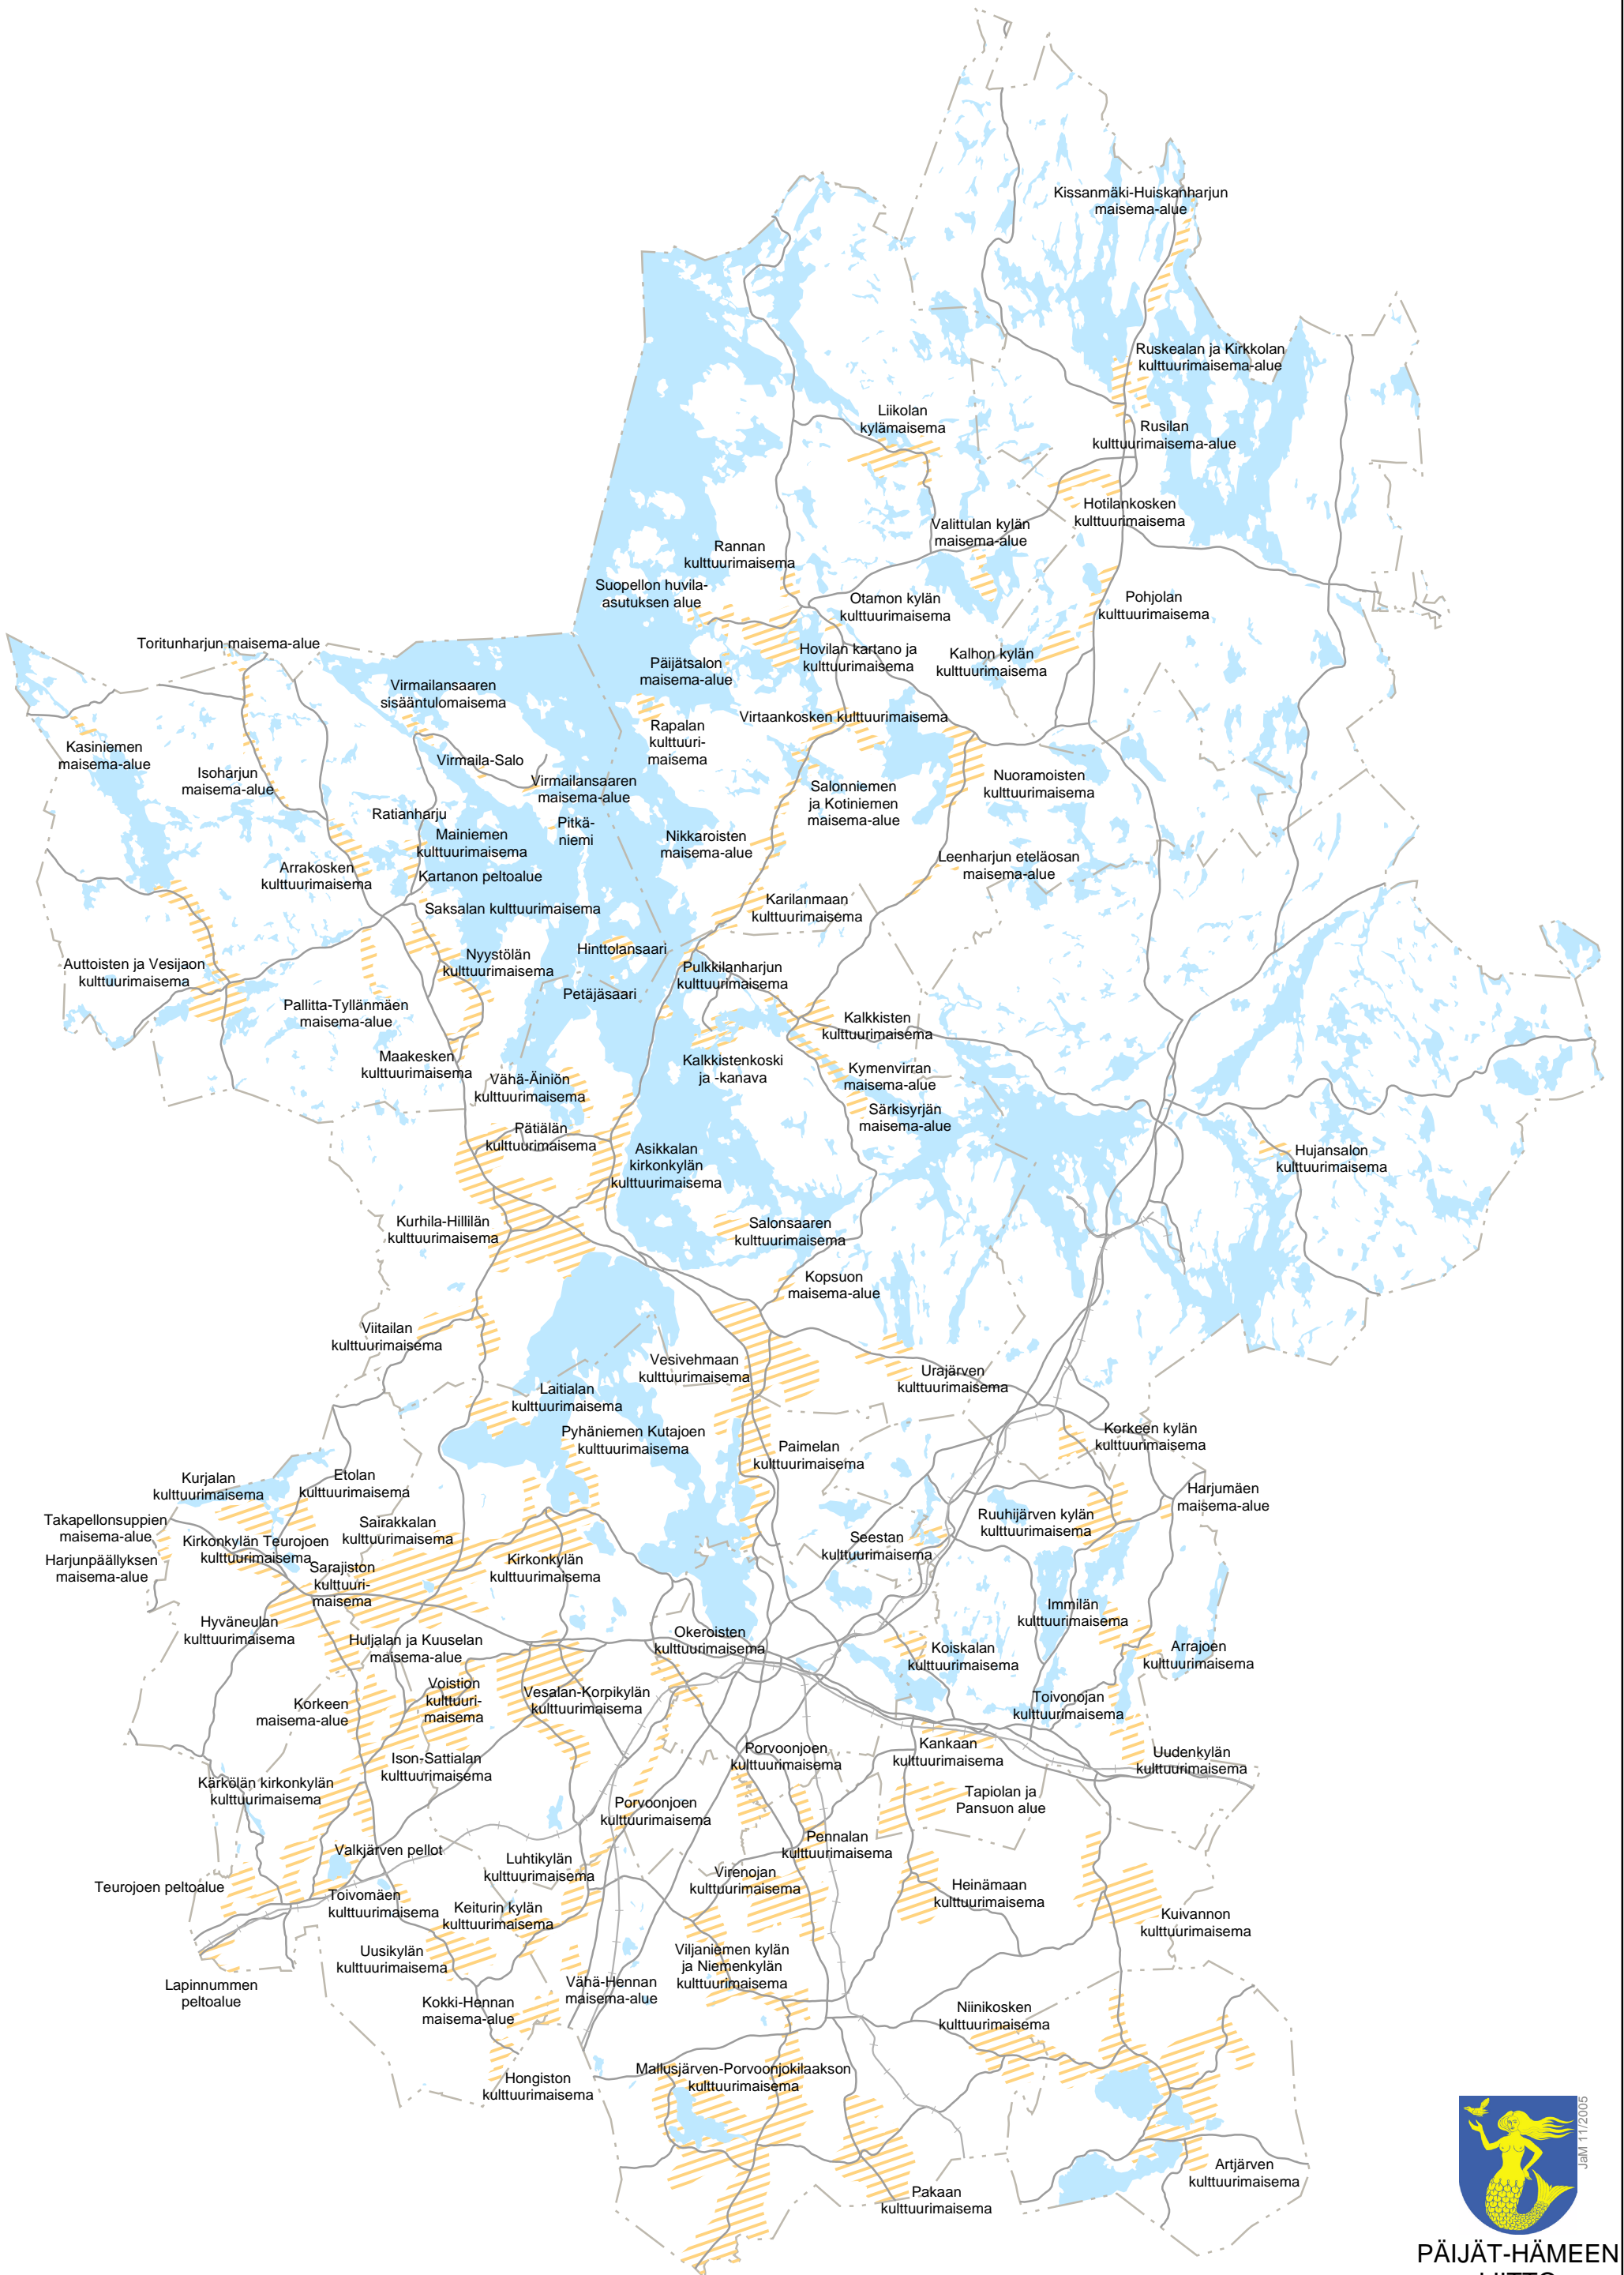 Kissanmäki-Huiskanharjun
maisema-alue
Ruskealan ja Kirkkolan
kulttuurimaisema-alue
Liikolan
kylämaisema
Rusilan
kulttuurimaisema-alue
Hotilankosken
kulttuurimaisema
Valittulan kylän
maisema-alue
Rannan
kulttuurimaisema
Suopellon huvila-
asutuksen alue
Otamon kylän
kulttuurimaisema
Pohjolan
kulttuurimaisema
Toritunharjun maisema-alue
Hovilan kartano ja
kulttuurimaisema
Kalhon kylän
kulttuurimaisema
Päijätsalon
maisema-alue
Virmailansaaren
sisääntulomaisema
Virtaankosken kulttuurimaisema
Rapalan
kulttuuri-
maisema
Kasiniemen
maisema-alue
Virmaila-Salo
Isoharjun
maisema-alue
Virmailansaaren
maisema-alue
Nuoramoisten
kulttuurimaisema
Salonniemen
ja Kotiniemen
maisema-alue
Ratianharju
Pitkä-
niemi
Mainiemen
kulttuurimaisema
Nikkaroisten
maisema-alue
Leenharjun eteläosan
maisema-alue
Arrakosken
kulttuurimaisema
Kartanon peltoalue
Karilanmaan
kulttuurimaisema
Saksalan kulttuurimaisema
Hinttolansaari
Nyystölän
kulttuurimaisema
Auttoisten ja Vesijaon
kulttuurimaisema
Pulkkilanharjun
kulttuurimaisema
Petäjäsaari
Pallitta-Tyllänmäen
maisema-alue
Kalkkisten
kulttuurimaisema
Maakesken
kulttuurimaisema
Kalkkistenkoski
ja -kanava
Kymenvirran
maisema-alue
Vähä-Äiniön
kulttuurimaisema
Särkisyrjän
maisema-alue
Pätiälän
kulttuurimaisema
Asikkalan
kirkonkylän
kulttuurimaisema
Hujansalon
kulttuurimaisema
Kurhila-Hillilän
kulttuurimaisema
Salonsaaren
kulttuurimaisema
Kopsuon
maisema-alue
Viitailan
kulttuurimaisema
Vesivehmaan
kulttuurimaisema
Urajärven
kulttuurimaisema
Laitialan
kulttuurimaisema
Pyhäniemen Kutajoen
kulttuurimaisema
Korkeen kylän
kulttuurimaisema
Paimelan
kulttuurimaisema
Kurjalan
kulttuurimaisema
Etolan
kulttuurimaisema
Harjumäen
maisema-alue
Takapellonsuppien
maisema-alue
Sairakkalan
kulttuurimaisema
Ruuhijärven kylän
kulttuurimaisema
Kirkonkylän Teurojoen
kulttuurimaisema
Seestan
kulttuurimaisema
Harjunpäällyksen
maisema-alue
Sarajiston
kulttuuri-
maisema
Kirkonkylän
kulttuurimaisema
Immilän
kulttuurimaisema
Hyväneulan
kulttuurimaisema
Huljalan ja Kuuselan
maisema-alue
Okeroisten
kulttuurimaisema
Koiskalan
kulttuurimaisema
Arrajoen
kulttuurimaisema
Voistion
kulttuuri-
maisema
Vesalan-Korpikylän
kulttuurimaisema
Korkeen
maisema-alue
Toivonojan
kulttuurimaisema
Ison-Sattialan
kulttuurimaisema
Porvoonjoen
kulttuurimaisema
Kankaan
kulttuurimaisema
Uudenkylän
kulttuurimaisema
Kärkölän kirkonkylän
kulttuurimaisema
Tapiolan ja
Pansuon alue
Porvoonjoen
kulttuurimaisema
Pennalan
kulttuurimaisema
Valkjärven pellot
Luhtikylän
kulttuurimaisema
Virenojan
kulttuurimaisema
Teurojoen peltoalue
Heinämaan
kulttuurimaisema
Toivomäen
kulttuurimaisema
Keiturin kylän
kulttuurimaisema
Kuivannon
kulttuurimaisema
Uusikylän
kulttuurimaisema
Viljaniemen kylän
ja Niemenkylän
kulttuurimaisema
Lapinnummen
peltoalue
Vähä-Hennan
maisema-alue
Kokki-Hennan
maisema-alue
Niinikosken
kulttuurimaisema
Hongiston
kulttuurimaisema
Mallusjärven-Porvoonjokilaakson
kulttuurimaisema
Artjärven
kulttuurimaisema
Pakaan
kulttuurimaisema
JaM 11/2005
PÄIJÄT-HÄMEEN